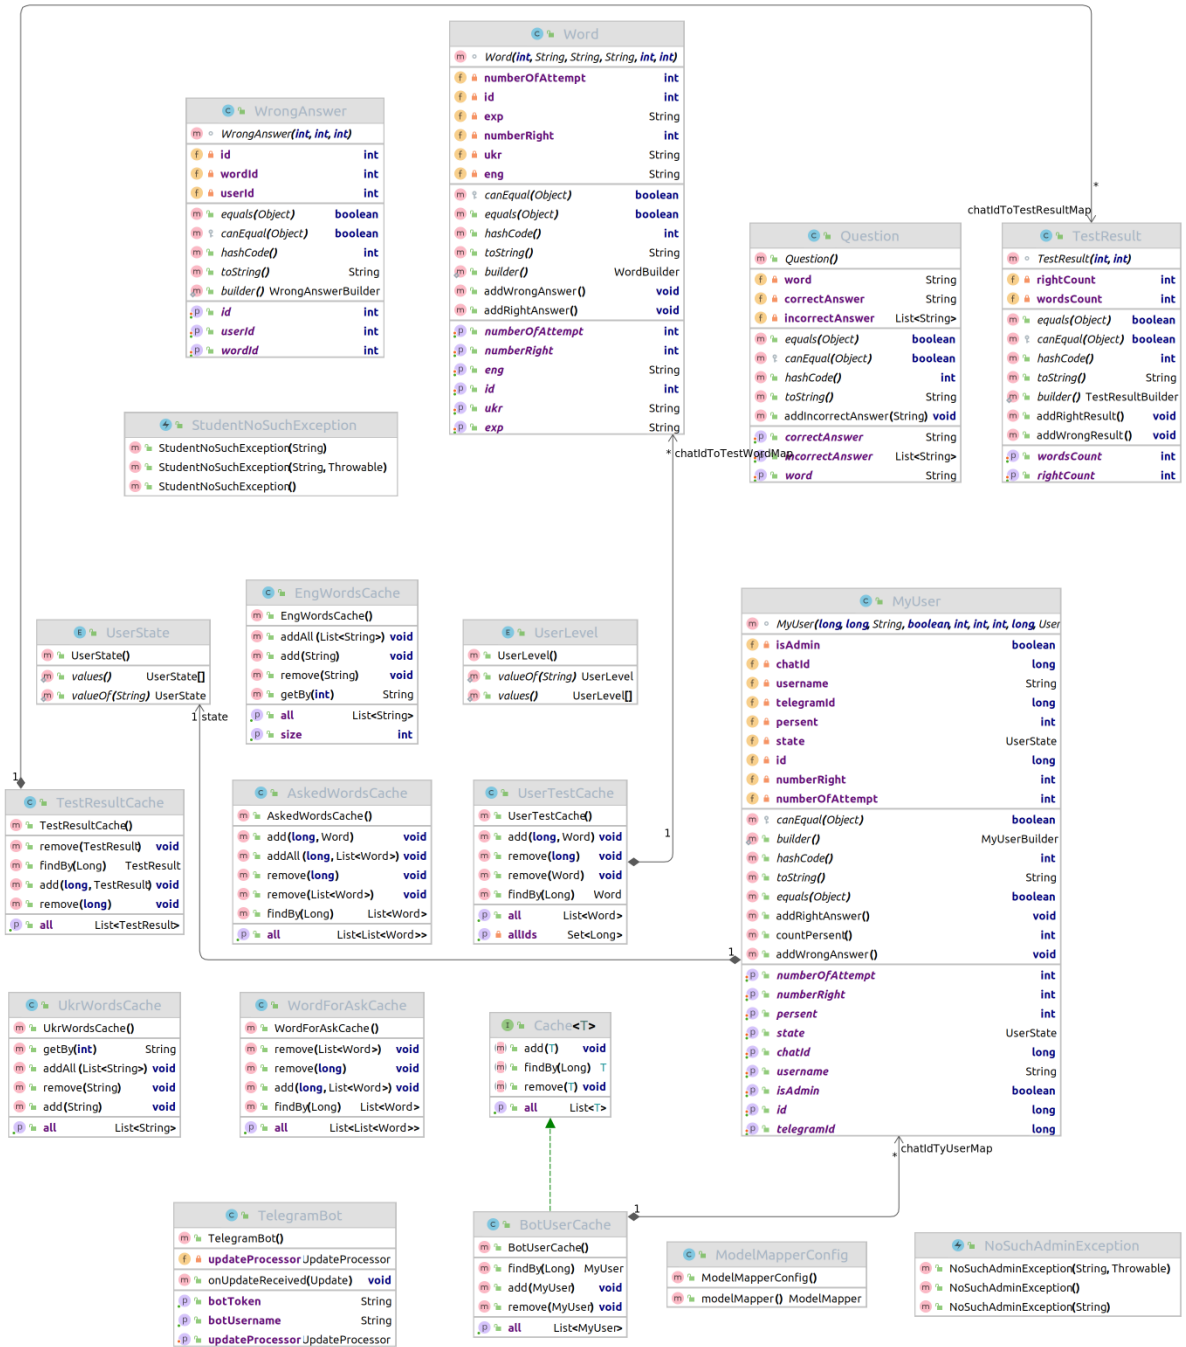 Word
Word(int, String, String, String, int, int)
numberOfAttempt int
id int
exp String
numberRight int
ukr String
eng String
canEqual(Object) boolean
equals(Object) boolean
hashCode() int
toString() String
builder() WordBuilder
addWrongAnswer() void
addRightAnswer() void
numberOfAttempt int
numberRight int
eng String
id int
ukr String
exp String
* chatIdToTestWordMap
WrongAnswer
WrongAnswer(int, int, int)
id int
wordId int
userId int
equals(Object) boolean
canEqual(Object) boolean
hashCode() int
toString() String
builder() WrongAnswerBuilder
id int
userId int
wordId int
*
chatIdToTestResultMap
Question
Question()
word String
correctAnswer String
incorrectAnswer List<String>
equals(Object) boolean
canEqual(Object) boolean
hashCode() int
toString() String
addIncorrectAnswer(String) void
correctAnswer String
incorrectAnswer List<String>
word String
TestResult
TestResult(int, int)
rightCount int
wordsCount int
equals(Object) boolean
canEqual(Object) boolean
hashCode() int
toString() String
builder() TestResultBuilder
addRightResult() void
addWrongResult() void
wordsCount int
rightCount int
StudentNoSuchException
StudentNoSuchException(String)
StudentNoSuchException(String, Throwable)
StudentNoSuchException()
UserState
UserState()
values() UserState[]
valueOf(String) UserState
1 state
EngWordsCache
EngWordsCache()
addAll(List<String>) void
add(String) void
remove(String) void
getBy(int) String
all List<String>
size int
UserLevel
UserLevel()
valueOf(String) UserLevel
values() UserLevel[]
MyUser
MyUser(long, long, String, boolean, int, int, int, long, User
isAdmin boolean
chatId long
username String
telegramId long
persent int
state UserState
id long
numberRight int
numberOfAttempt int
canEqual(Object) boolean
builder() MyUserBuilder
hashCode() int
toString() String
equals(Object) boolean
addRightAnswer() void
countPersent() int
addWrongAnswer() void
numberOfAttempt int
numberRight int
persent int
state UserState
chatId long
username String
isAdmin boolean
id long
telegramId long
* chatIdTyUserMap
1
TestResultCache
TestResultCache()
remove(TestResult) void
findBy(Long) TestResult
add(long, TestResult) void
remove(long) void
all List<TestResult>
AskedWordsCache
AskedWordsCache()
add(long, Word) void
addAll(long, List<Word>) void
remove(long) void
remove(List<Word>) void
findBy(Long) List<Word>
all List<List<Word>>
UserTestCache
UserTestCache()
add(long, Word) void
remove(long) void
remove(Word) void
findBy(Long) Word
all List<Word>
allIds Set<Long>
1
1
UkrWordsCache
UkrWordsCache()
getBy(int) String
addAll(List<String>) void
remove(String) void
add(String) void
all List<String>
WordForAskCache
WordForAskCache()
remove(List<Word>) void
remove(long) void
add(long, List<Word>) void
findBy(Long) List<Word>
all List<List<Word>>
Cache<T>
add(T) void
findBy(Long) T
remove(T) void
all List<T>
TelegramBot
TelegramBot()
updateProcessor UpdateProcessor
onUpdateReceived(Update) void
botToken String
botUsername String
updateProcessor UpdateProcessor
BotUserCache
BotUserCache()
findBy(Long) MyUser
add(MyUser) void
remove(MyUser) void
all List<MyUser>
1
ModelMapperConfig
ModelMapperConfig()
modelMapper() ModelMapper
NoSuchAdminException
NoSuchAdminException(String, Throwable)
NoSuchAdminException()
NoSuchAdminException(String)